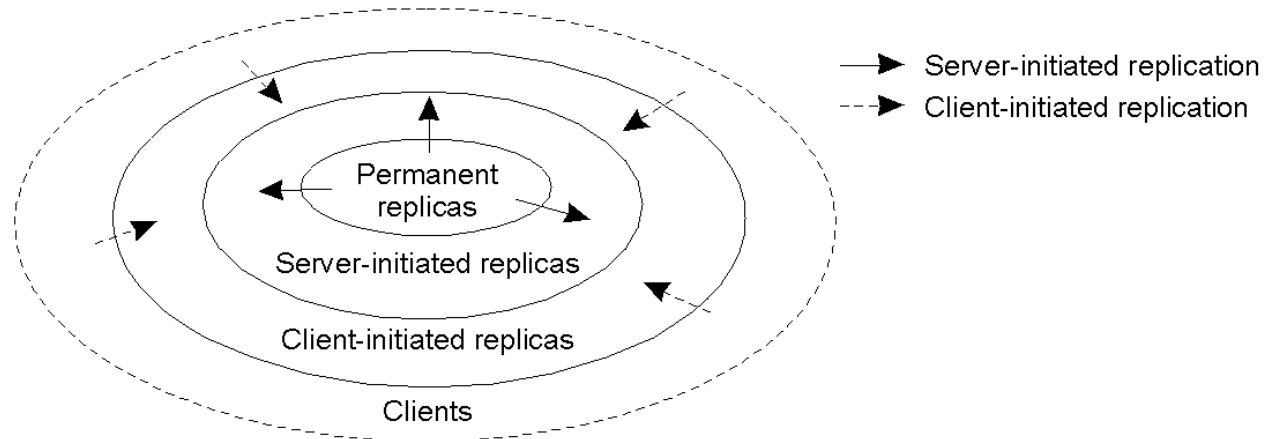 Server-initiated replication
Client-initiated replication
Permanent
replicas
Server-initiated replicas
Client-initiated replicas
Clients